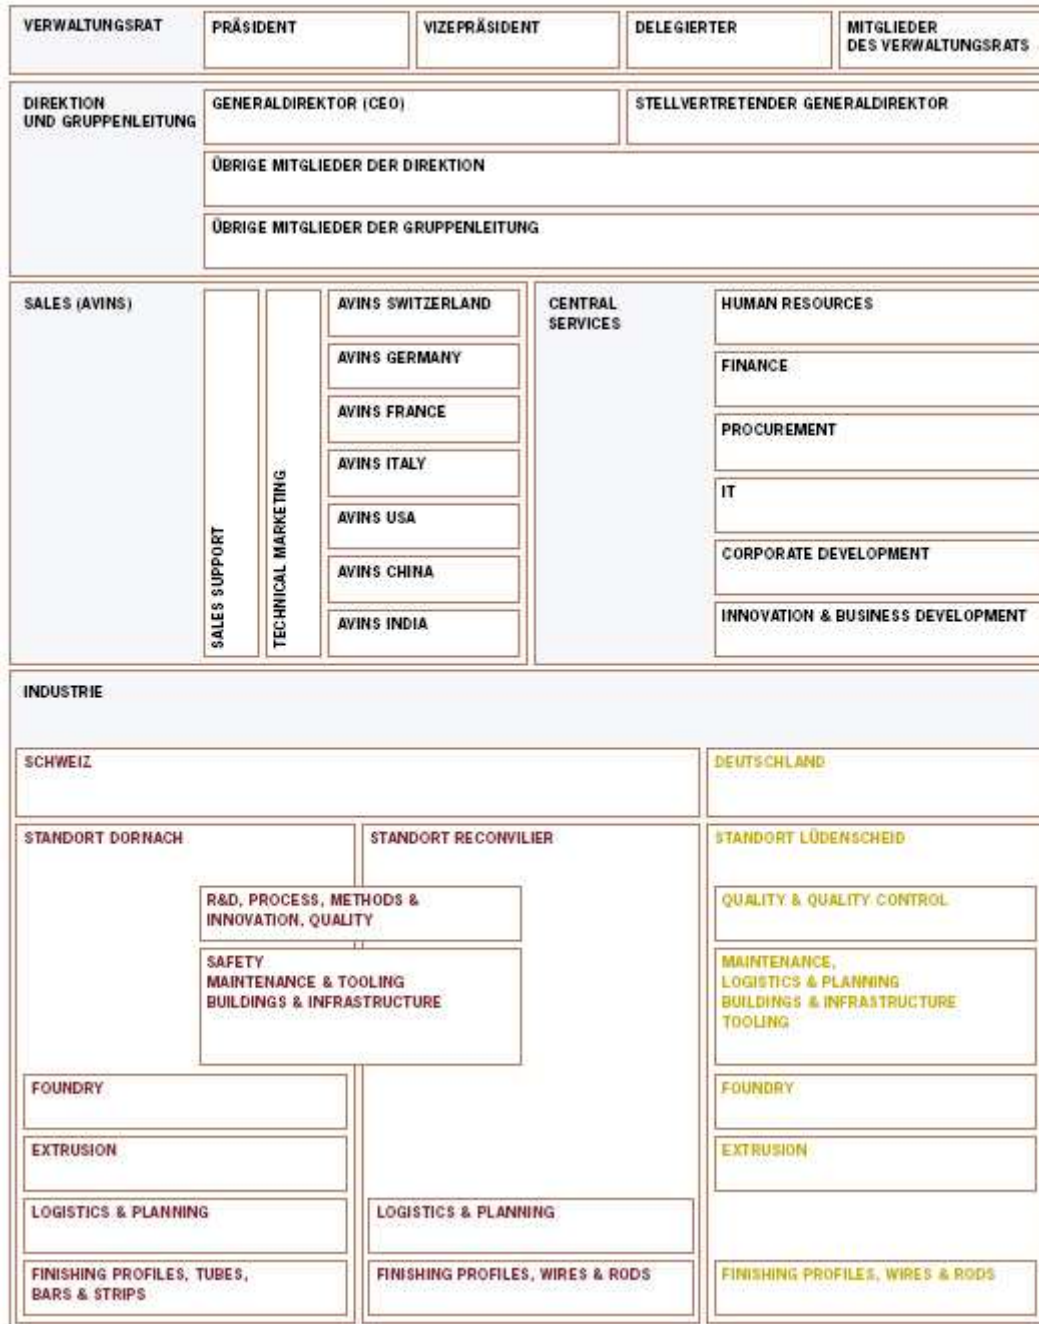 VERWALTUNGSRAT
PRÄSIDENT
VIZEPRÄSIDENT
DELEGIERTER
MITGLIEDER
DES VERWALTUNGSRATS
DIREKTION
UND GRUPPENLEITUNG
GENERALDIREKTOR (CEO)
STELLVERTRETENDER GENERALDIREKTOR
ÜBRIGE MITGLIEDER DER DIREKTION
ÜBRIGE MITGLIEDER DER GRUPPENLEITUNG
SALES (AVINS)
SALES SUPPORT
TECHNICAL MARKETING
AVINS SWITZERLAND
AVINS GERMANY
AVINS FRANCE
AVINS ITALY
AVINS USA
AVINS CHINA
AVINS INDIA
CENTRAL
SERVICES
HUMAN RESOURCES
FINANCE
PROCUREMENT
IT
CORPORATE DEVELOPMENT
INNOVATION & BUSINESS DEVELOPMENT
INDUSTRIE
SCHWEIZ
DEUTSCHLAND
STANDORT DORNACH
STANDORT RECONVILIER
STANDORT LÜDENSCHEID
R&D, PROCESS, METHODS &
INNOVATION, QUALITY
SAFETY
MAINTENANCE & TOOLING
BUILDINGS & INFRASTRUCTURE
QUALITY & QUALITY CONTROL
MAINTENANCE,
LOGISTICS & PLANNING
BUILDINGS & INFRASTRUCTURE
TOOLING
FOUNDRY
FOUNDRY
EXTRUSION
EXTRUSION
LOGISTICS & PLANNING
LOGISTICS & PLANNING
FINISHING PROFILES, TUBES,
BARS & STRIPS
FINISHING PROFILES, WIRES & RODS
FINISHING PROFILES, WIRES & RODS